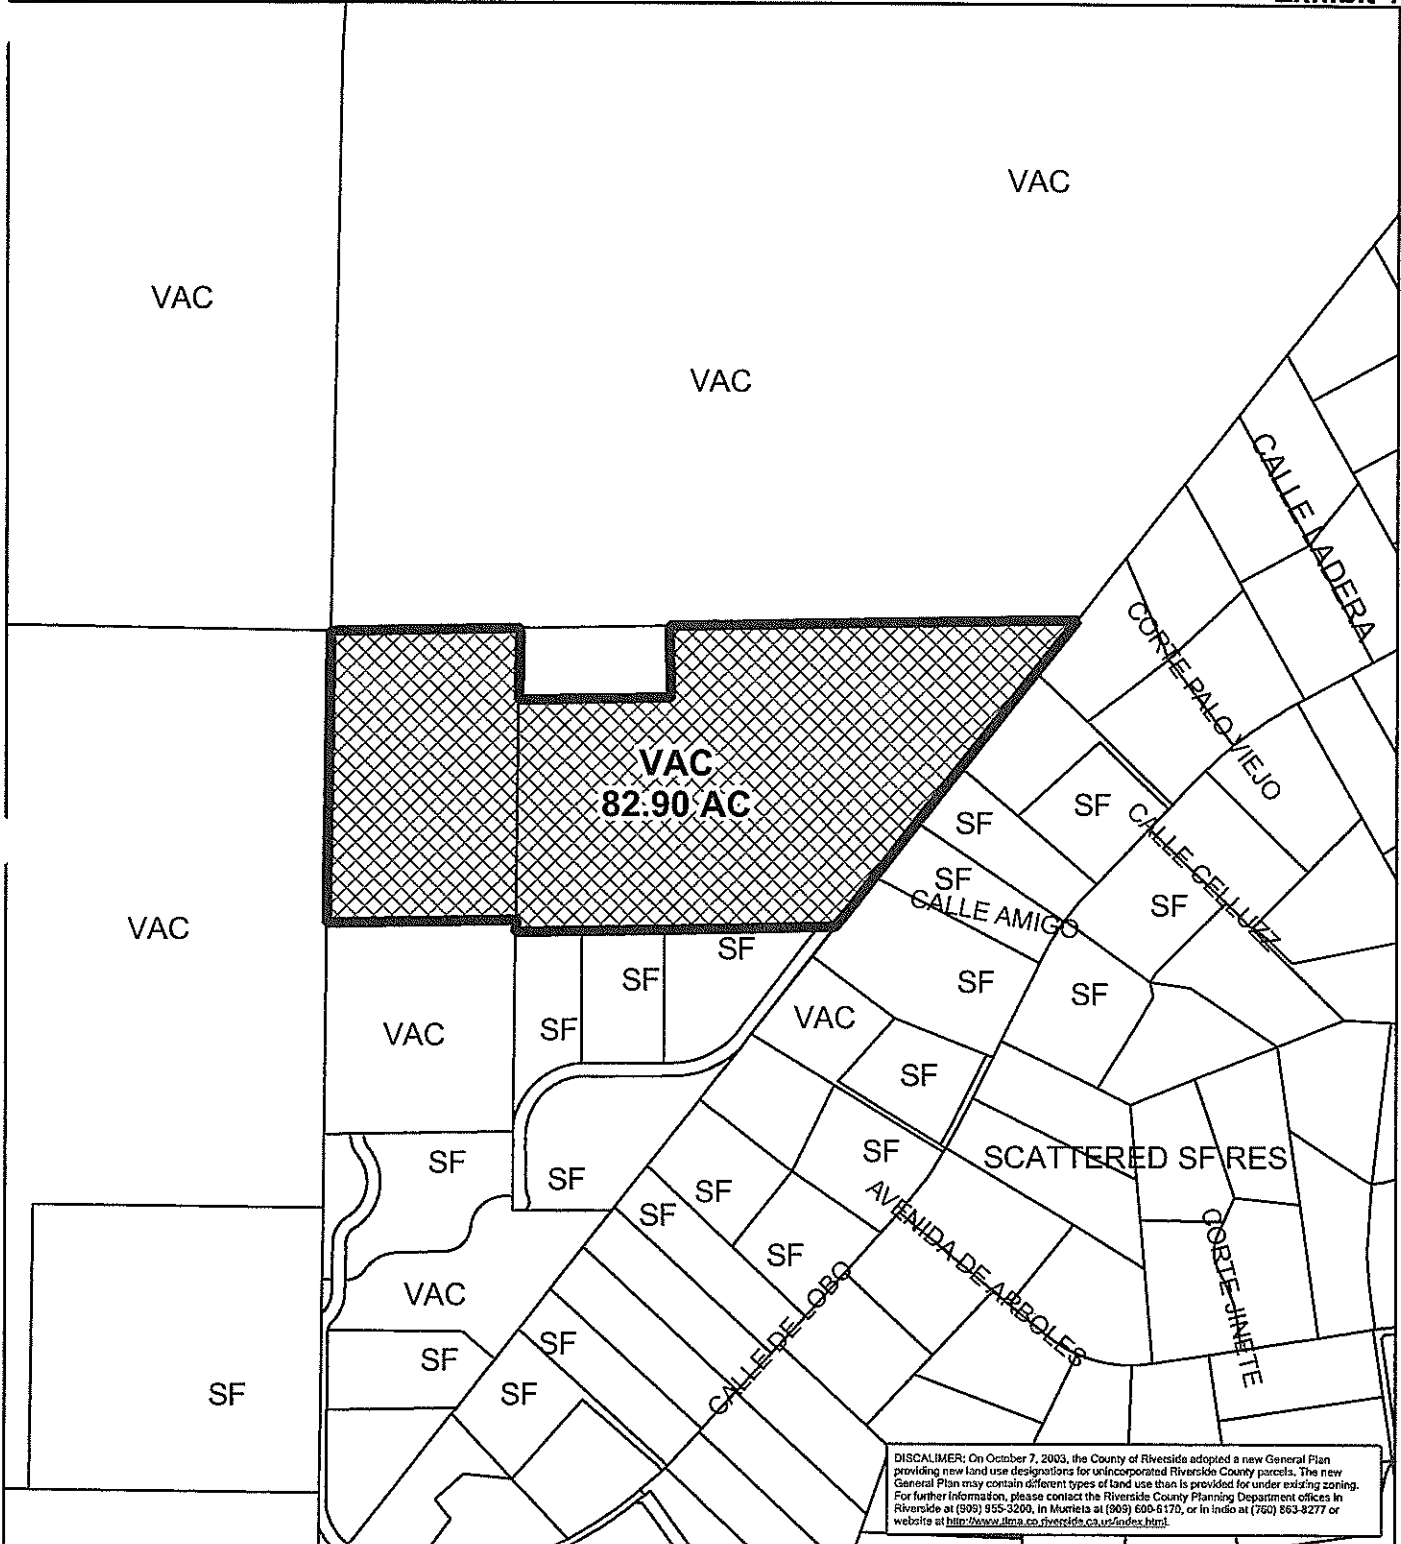 VAC
VAC
VAC
CALLE LADERA
CORTE PALO VIEJO
VAC
82.90 AC
SF
SF
CALLE CELLUZZ
SF
CALLE AMIGO
SF
VAC
SF
SF
SF
SF
SF
VAC
VAC
SF
SF
SF
SCATTERED SF RES
SF
SF
SF
SF
AVENIDA DE ARBOLES
CORTE JINETE
SF
VAC
CALLE DE LOBO
SF
SF
SF
SF
DISCALIMER: On October 7, 2003, the County of Riverside adopted a new General Plan
providing new land use designations for unincorporated Riverside County parcels. The new
General Plan may contain different types of land use than is provided for under existing zoning.
For further information, please contact the Riverside County Planning Department offices in
Riverside at (909) 955-3200, in Murrieta at (909) 600-6170, or in Indio at (760) 863-8277 or
website at http://www.tlma.co.riverside.ca.us/index.html.